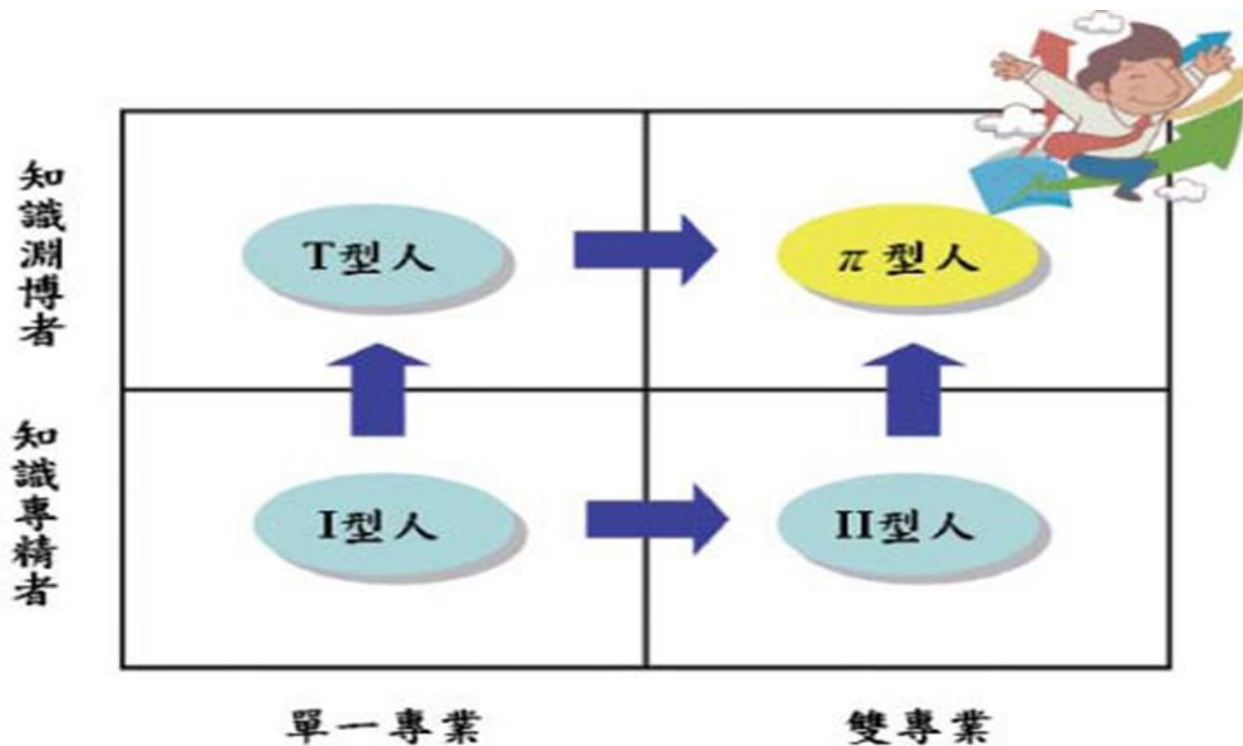 知識淵博者
T型人
π型人
知識專精者
I型人
II型人
單一專業
雙專業